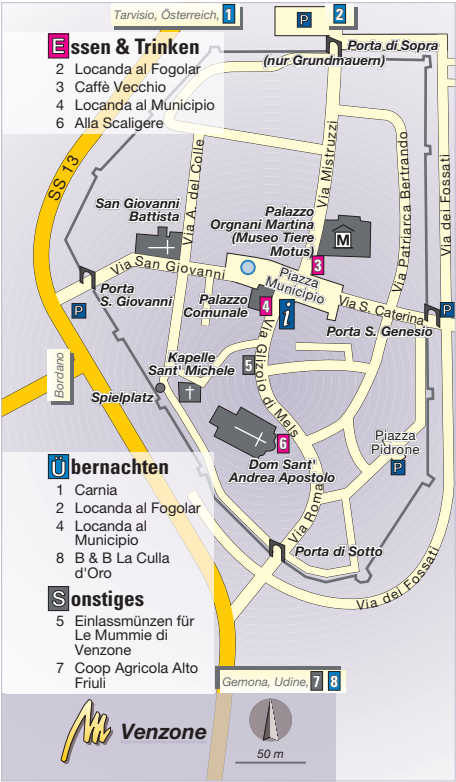 Tarvisio, Österreich, 1
P 2
Essen & Trinken
2 Locanda al Fogolar
3 Caffè Vecchio
4 Locanda al Municipio
6 Alla Scaligere
Porta di Sopra
(nur Grundmauern)
SS 13
Via A. del Colle
Via Mistruzzi
Via Patriarca Bertrando
Via dei Fossati
San Giovanni
Battista
Palazzo
Orgnani Martina
(Museo Tiere
Motus)
M
3
Via San Giovanni
Piazza
Municipio
Porta
S. Giovanni
P
Palazzo
Comunale
4
i
Via S. Caterina
P
Porta S. Genesio
Bordano
Kapelle
Sant' Michele
5
Via Glizoio di Mels
Spielplatz
6
Dom Sant'
Andrea Apostolo
Piazza
Pidrone
P
Via Roma
Porta di Sotto
Via dei Fossati
Übernachten
1 Carnia
2 Locanda al Fogolar
4 Locanda al
Municipio
8 B & B La Culla
d'Oro
Sonstiges
5 Einlassmünzen für
Le Mummie di
Venzone
7 Coop Agricola Alto
Friuli
Gemona, Udine, 7 8
Venzone
50 m